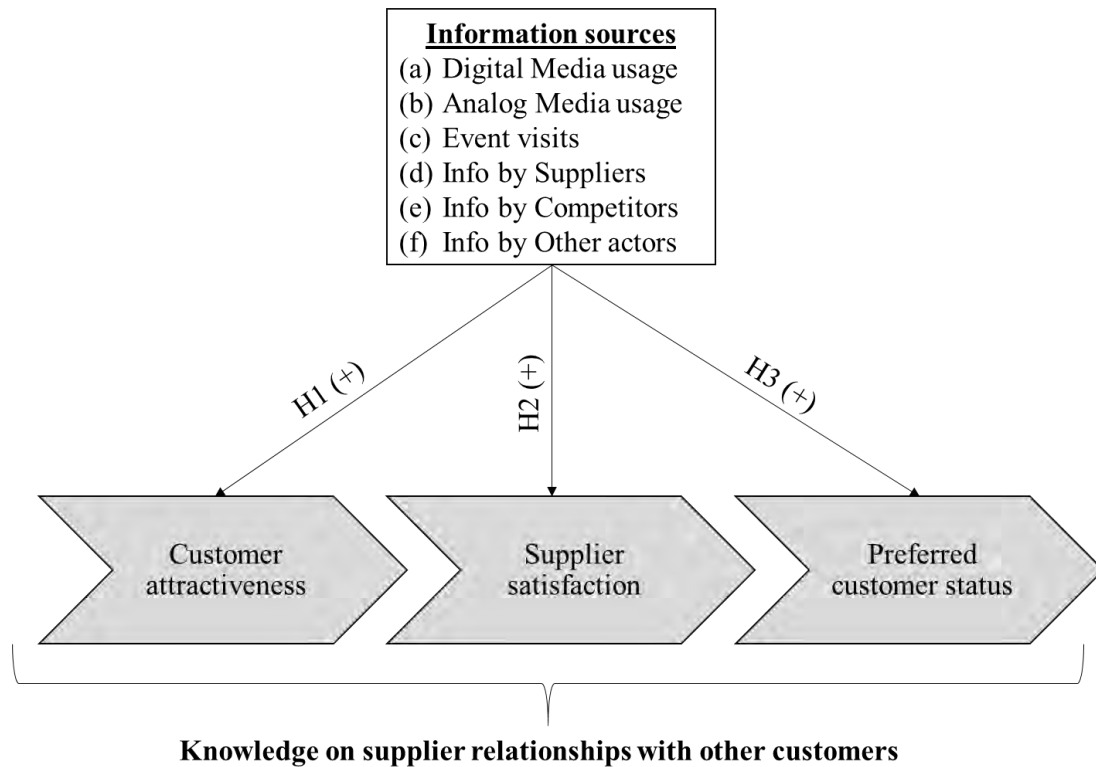 Information sources
(a) Digital Media usage
(b) Analog Media usage
(c) Event visits
(d) Info by Suppliers
(e) Info by Competitors
(f) Info by Other actors
H1 (+)
H2 (+)
H3 (+)
Customer
attractiveness
Supplier
satisfaction
Preferred
customer status
Knowledge on supplier relationships with other customers